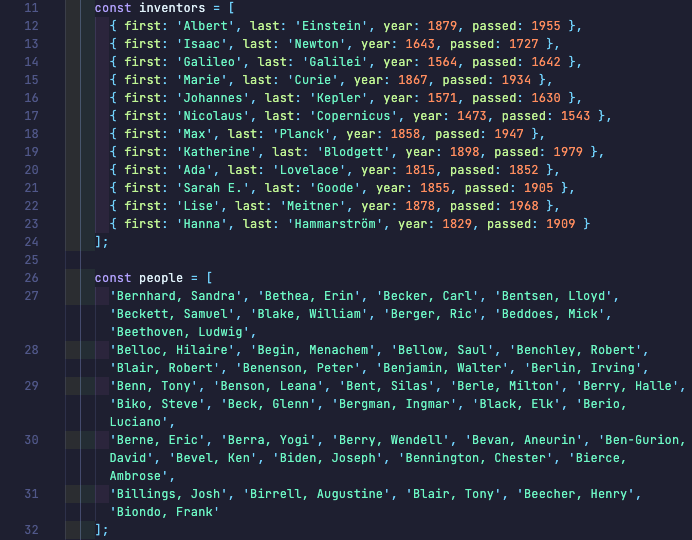 11 const inventors = [
12 { first: 'Albert', last: 'Einstein', year: 1879, passed: 1955 },
13 { first: 'Isaac', last: 'Newton', year: 1643, passed: 1727 },
14 { first: 'Galileo', last: 'Galilei', year: 1564, passed: 1642 },
15 { first: 'Marie', last: 'Curie', year: 1867, passed: 1934 },
16 { first: 'Johannes', last: 'Kepler', year: 1571, passed: 1630 },
17 { first: 'Nicolaus', last: 'Copernicus', year: 1473, passed: 1543 },
18 { first: 'Max', last: 'Planck', year: 1858, passed: 1947 },
19 { first: 'Katherine', last: 'Blodgett', year: 1898, passed: 1979 },
20 { first: 'Ada', last: 'Lovelace', year: 1815, passed: 1852 },
21 { first: 'Sarah E.', last: 'Goode', year: 1855, passed: 1905 },
22 { first: 'Lise', last: 'Meitner', year: 1878, passed: 1968 },
23 { first: 'Hanna', last: 'Hammarström', year: 1829, passed: 1909 }
24 ];
25
26 const people = [
27 'Bernhard, Sandra', 'Bethea, Erin', 'Becker, Carl', 'Bentsen, Lloyd',
'Beckett, Samuel', 'Blake, William', 'Berger, Ric', 'Beddoes, Mick',
'Beethoven, Ludwig',
28 'Belloc, Hilaire', 'Begin, Menachem', 'Bellow, Saul', 'Benchley, Robert',
'Blair, Robert', 'Benenson, Peter', 'Benjamin, Walter', 'Berlin, Irving',
29 'Benn, Tony', 'Benson, Leana', 'Bent, Silas', 'Berle, Milton', 'Berry, Halle',
'Biko, Steve', 'Beck, Glenn', 'Bergman, Ingmar', 'Black, Elk', 'Berio,
Luciano',
30 'Berne, Eric', 'Berra, Yogi', 'Berry, Wendell', 'Bevan, Aneurin', 'Ben-Gurion,
David', 'Bevel, Ken', 'Biden, Joseph', 'Bennington, Chester', 'Bierce,
Ambrose',
31 'Billings, Josh', 'Birrell, Augustine', 'Blair, Tony', 'Beecher, Henry',
'Biondo, Frank'
32 ];